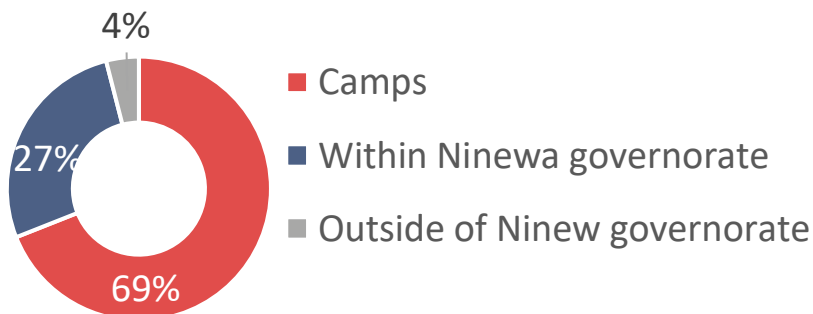 4%
Camps
27%
Within Ninewa governorate
Outside of Ninew governorate
69%